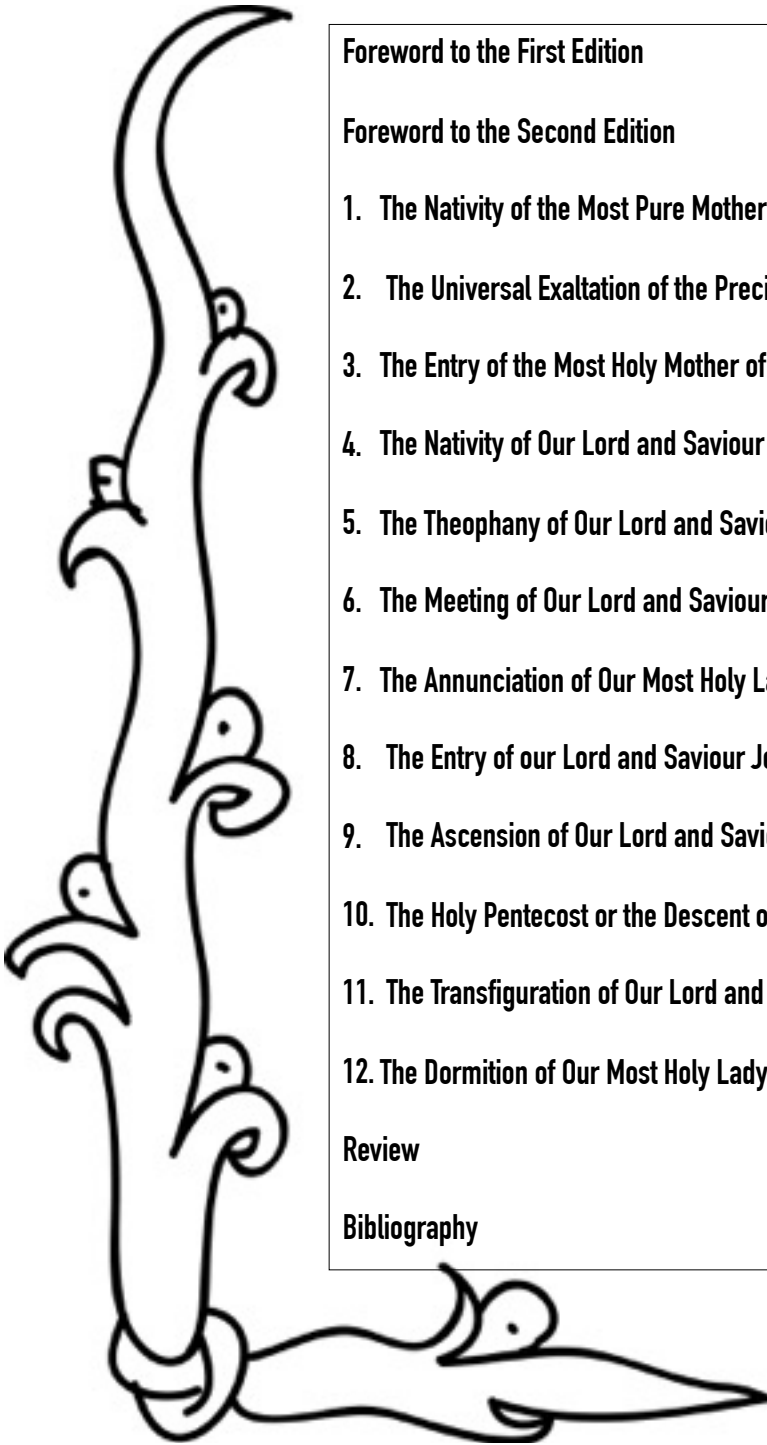 Foreword to the First Edition
Foreword to the Second Edition
1. The Nativity of the Most Pure Mother
2. The Universal Exaltation of the Preci
3. The Entry of the Most Holy Mother of
4. The Nativity of Our Lord and Saviour
5. The Theophany of Our Lord and Savi
6. The Meeting of Our Lord and Saviour
7. The Annunciation of Our Most Holy La
8. The Entry of our Lord and Saviour Je
9. The Ascension of Our Lord and Savi
10. The Holy Pentecost or the Descent o
11. The Transfiguration of Our Lord and
12. The Dormition of Our Most Holy Lady
Review
Bibliography